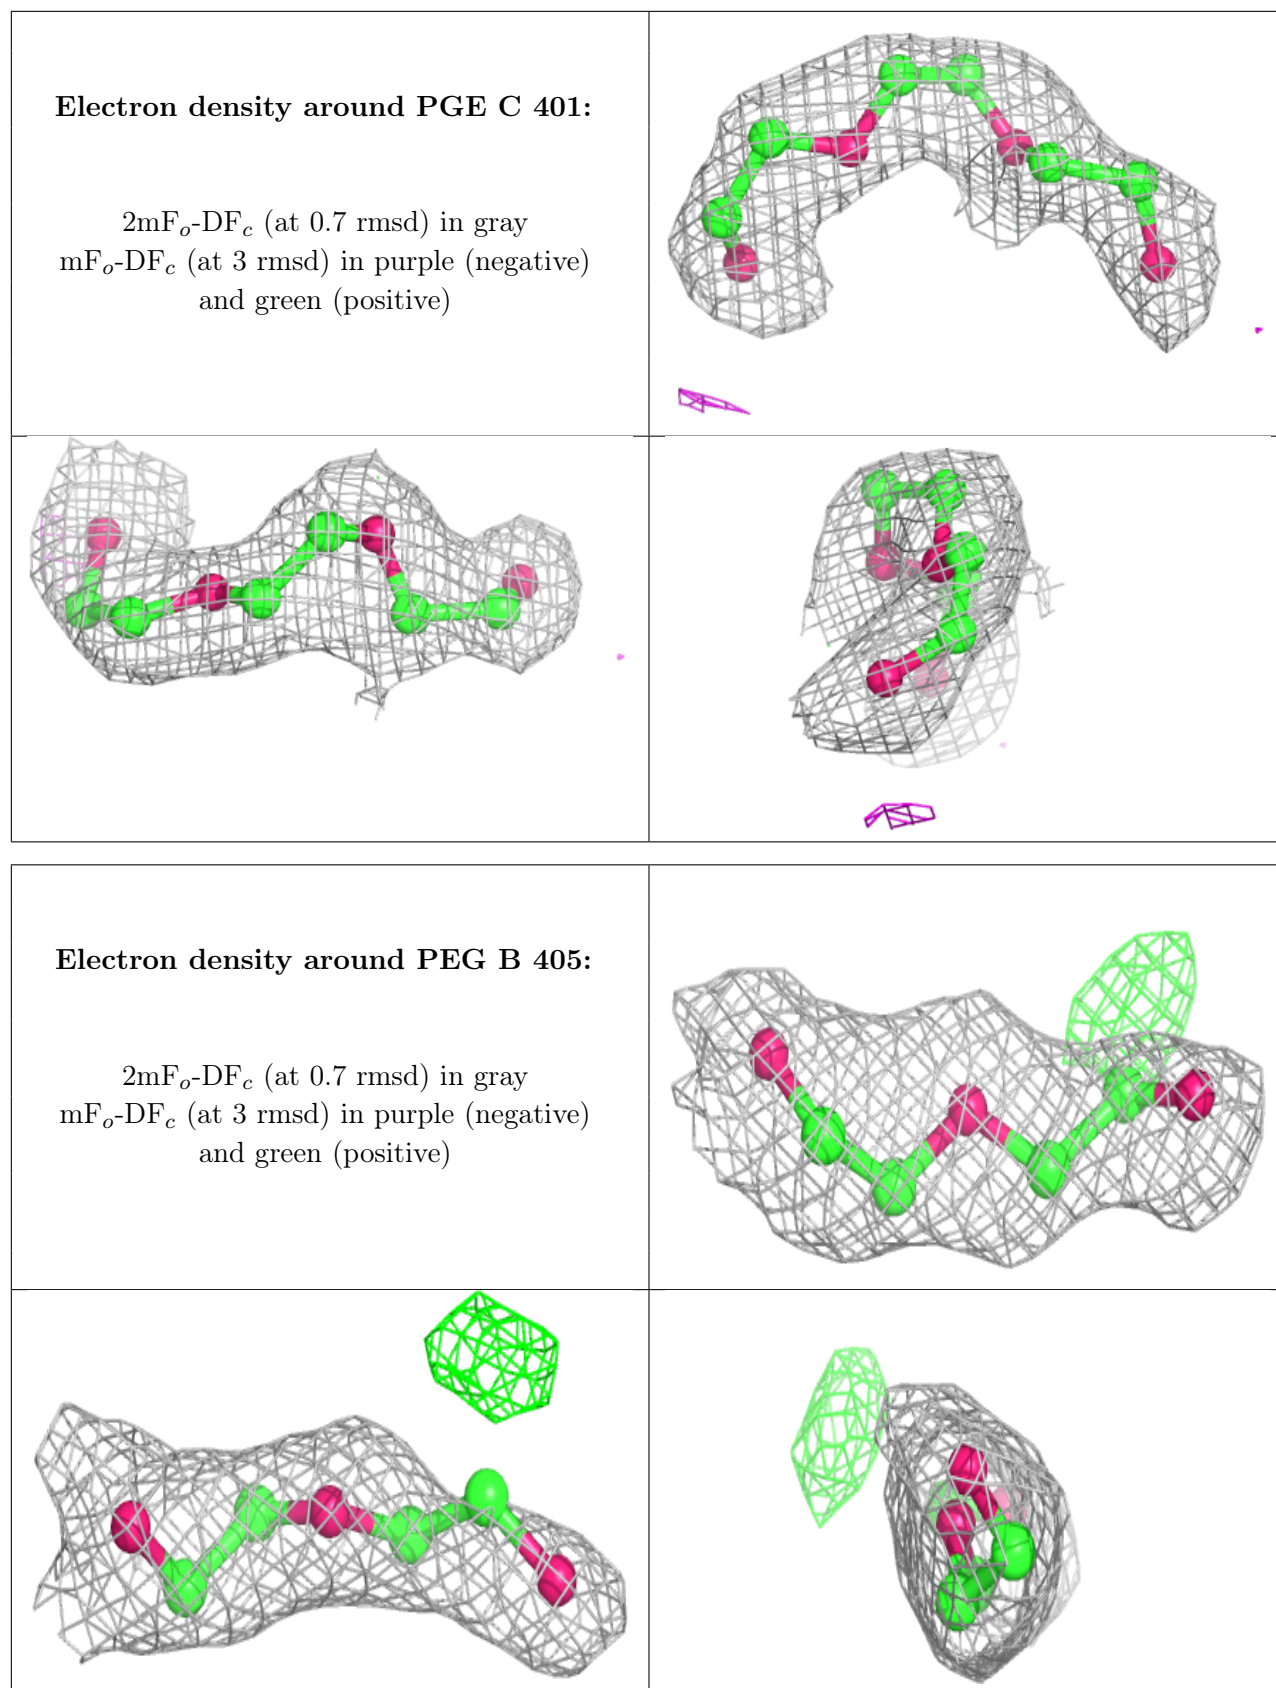 Electron density around PGE C 401:
2mFo-DFc (at 0.7 rmsd) in gray
mFo-DFc (at 3 rmsd) in purple (negative)
and green (positive)
Electron density around PEG B 405:
2mFo-DFc (at 0.7 rmsd) in gray
mFo-DFc (at 3 rmsd) in purple (negative)
and green (positive)